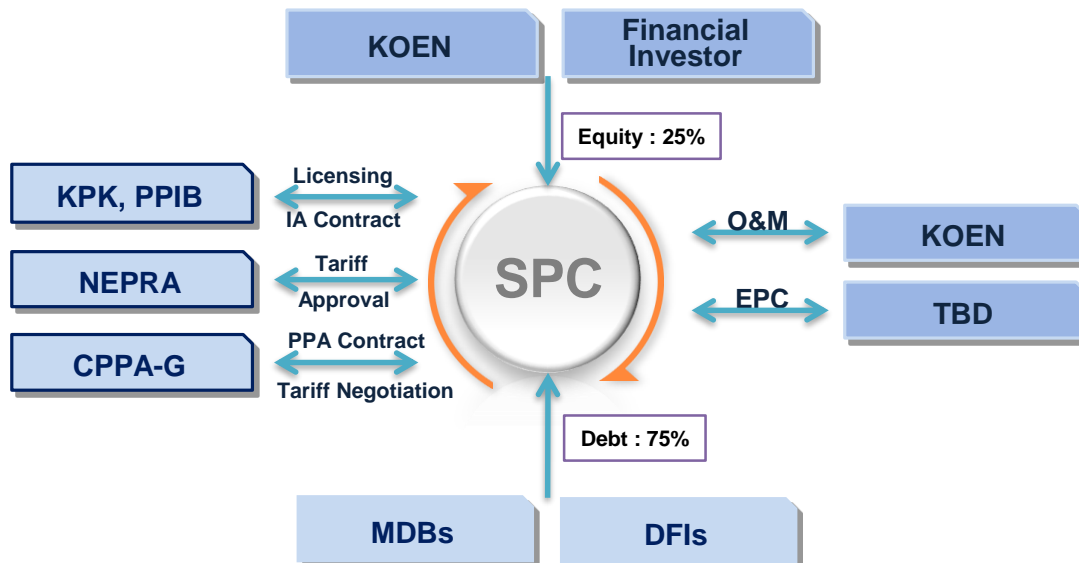 KOEN
Financial
Investor
Equity : 25%
KPK, PPIB
Licensing
IA Contract
NEPRA
Tariff
Approval
CPPA-G
PPA Contract
Tariff Negotiation
SPC
O&M
KOEN
EPC
TBD
Debt : 75%
MDBs
DFIs